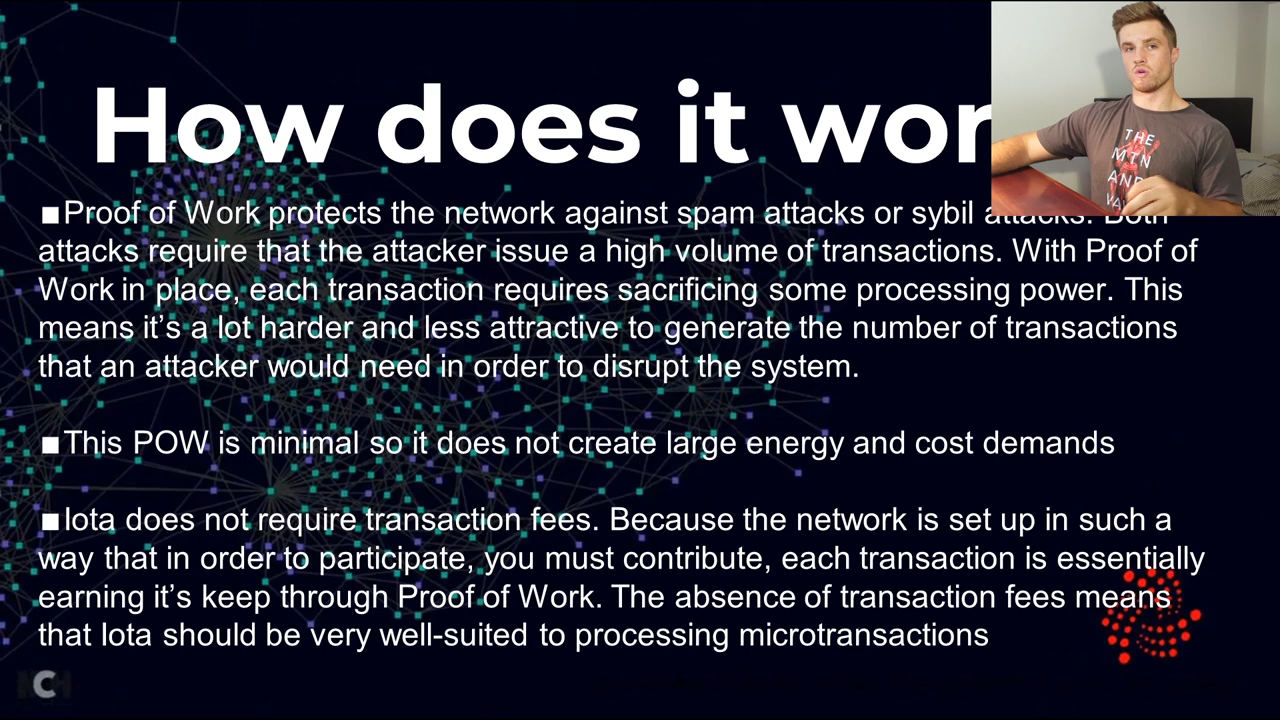 How does it wor
THE
MTN
AND
■Proof of Work protects the network against spam attacks or sybil attacks. Both
attacks require that the attacker issue a high volume of transactions. With Proof of
Work in place, each transaction requires sacrificing some processing power. This
means it's a lot harder and less attractive to generate the number of transactions
that an attacker would need in order to disrupt the system.
■This POW is minimal so it does not create large energy and cost demands
■Iota does not require transaction fees. Because the network is set up in such a
way that in order to participate, you must contribute, each transaction is essentially
earning it's keep through Proof of Work. The absence of transaction fees means
that Iota should be very well-suited to processing microtransactions
NCH